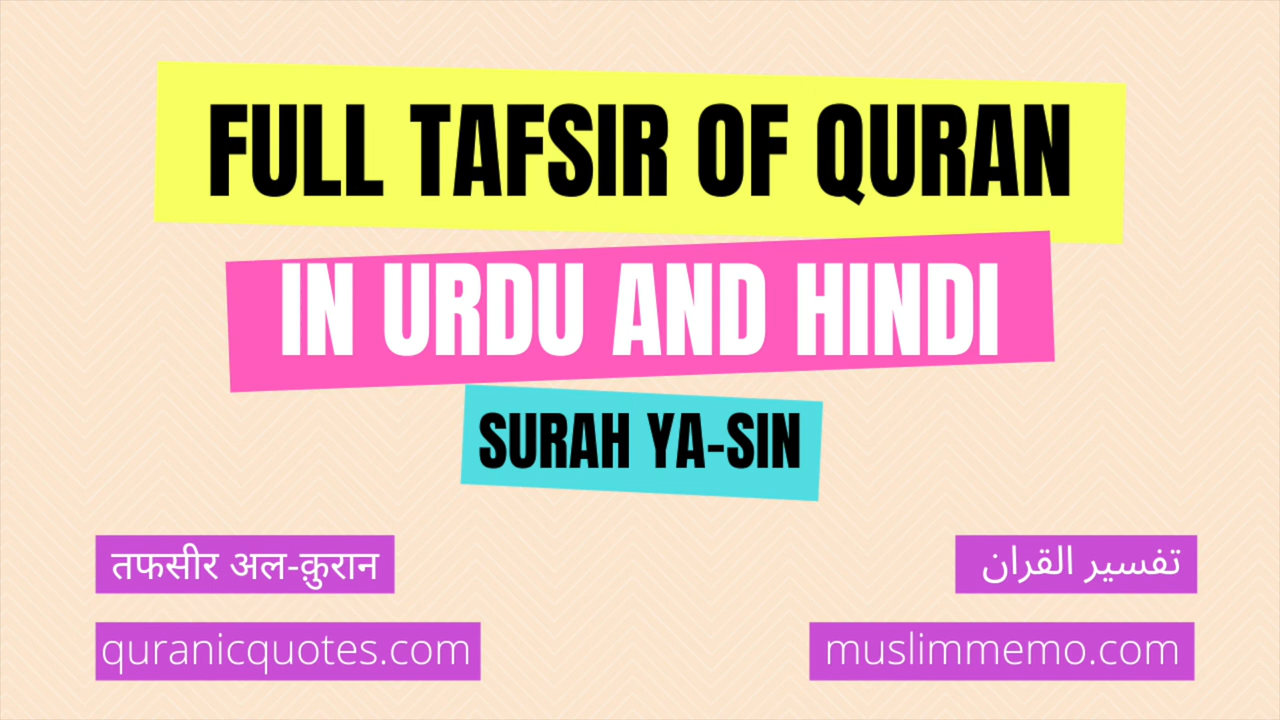 FULL TAFSIR OF QURAN
IN URDU AND HINDI
SURAH YA-SIN
तफसीर अल-क़ुरान
تفسير القران
quranicquotes.com
muslimmemo.com